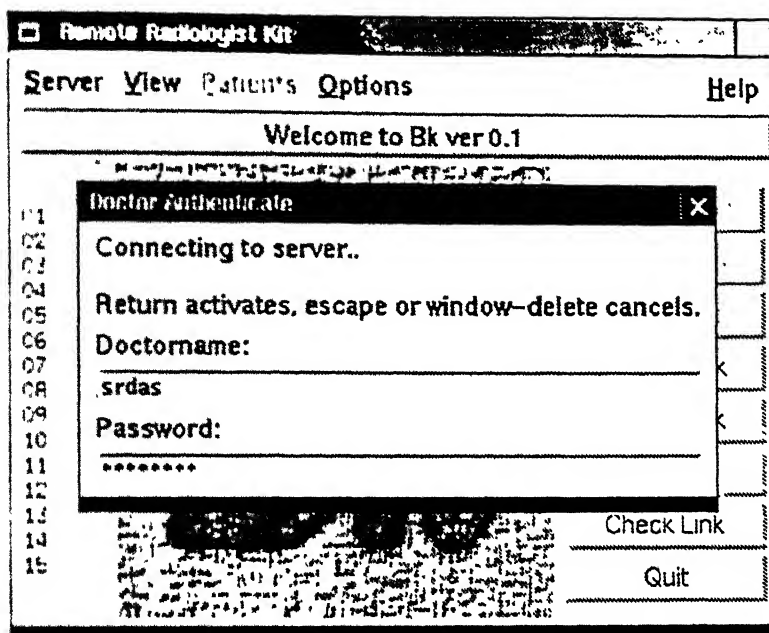 Remote Radiologist Kit
Server View Patients Options Help
Welcome to Bk ver 0.1
Doctor Authenticate
Connecting to server..
Return activates, escape or window-delete cancels.
Doctorname:
srdas
Password:
********
01
02
03
04
05
06
07
08
09
10
11
12
13
14
15
Check Link
Quit